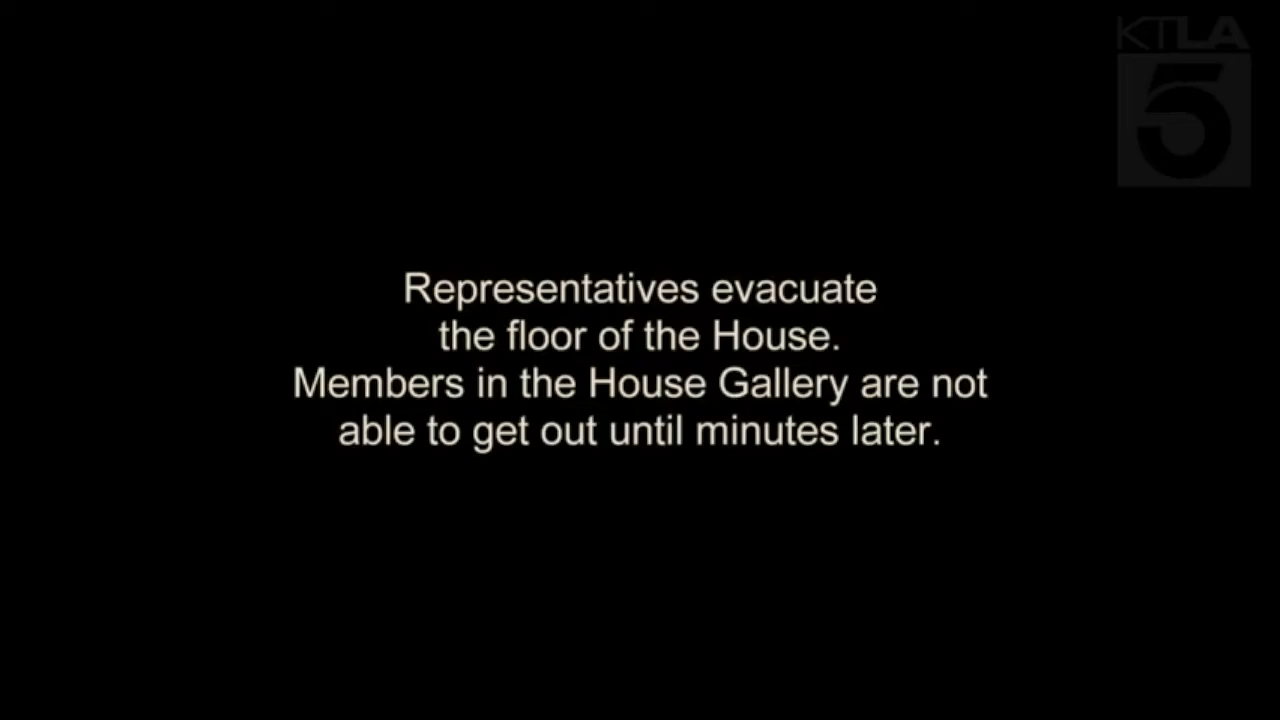 KTLA
5
Representatives evacuate
the floor of the House.
Members in the House Gallery are not
able to get out until minutes later.